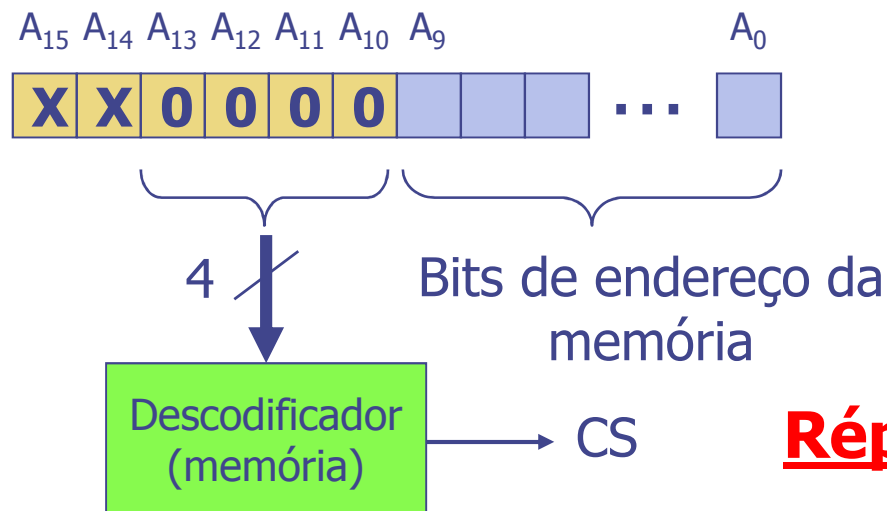 A₁₅ A₁₄ A₁₃ A₁₂ A₁₁ A₁₀ A₉ A₀
X X 0 0 0 0 ...
4
Bits de endereço da
memória
Descodificador
(memória)
CS
Rép